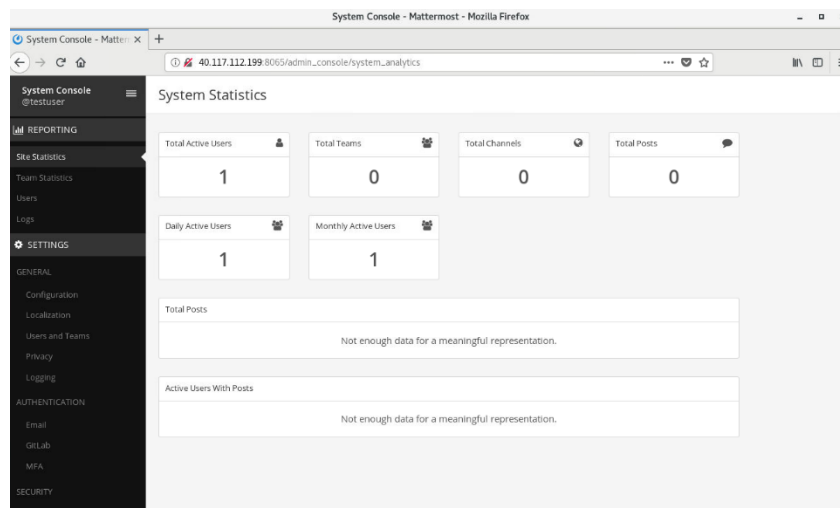 System Console - Mattermost - Mozilla Firefox
System Console - Matterm
40.117.112.199:8065/admin_console/system_analytics
System Console
@testuser
System Statistics
REPORTING
Site Statistics
Team Statistics
Users
Logs
SETTINGS
GENERAL
Configuration
Localization
Users and Teams
Privacy
Logging
AUTHENTICATION
Email
GitLab
MFA
SECURITY
Total Active Users
1
Total Teams
0
Total Channels
0
Total Posts
0
Daily Active Users
1
Monthly Active Users
1
Total Posts
Not enough data for a meaningful representation.
Active Users With Posts
Not enough data for a meaningful representation.